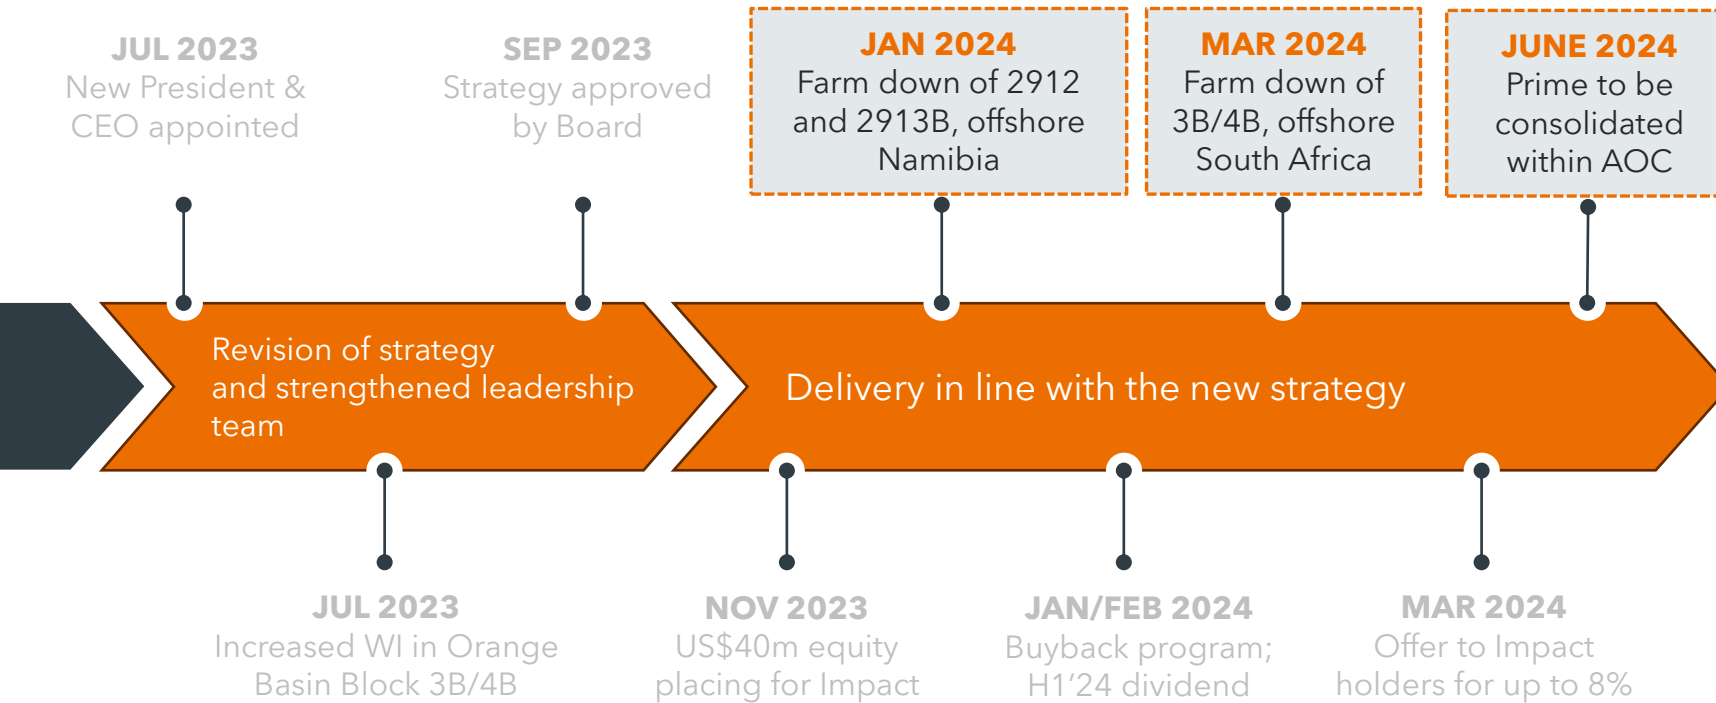 JUL 2023
New President &
CEO appointed
SEP 2023
Strategy approved
by Board
JAN 2024
Farm down of 2912
and 2913B, offshore
Namibia
MAR 2024
Farm down of
3B/4B, offshore
South Africa
JUNE 2024
Prime to be
consolidated
within AOC
Revision of strategy
and strengthened leadership
team
Delivery in line with the new strategy
JUL 2023
Increased WI in Orange
Basin Block 3B/4B
NOV 2023
US$40m equity
placing for Impact
JAN/FEB 2024
Buyback program;
H1'24 dividend
MAR 2024
Offer to Impact
holders for up to 8%